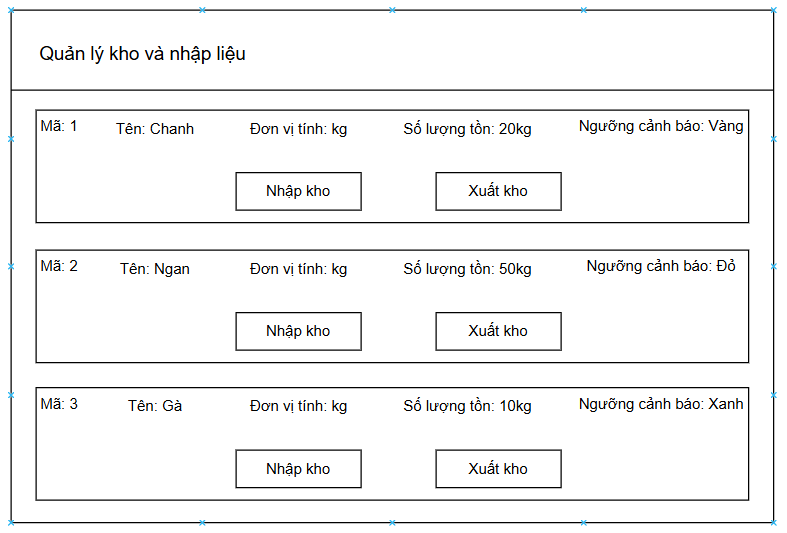 Quản lý kho và nhập liệu
Mã: 1 Tên: Chanh Đơn vị tính: kg Số lượng tồn: 20kg Ngưỡng cảnh báo: Vàng
Nhập kho Xuất kho
Mã: 2 Tên: Ngan Đơn vị tính: kg Số lượng tồn: 50kg Ngưỡng cảnh báo: Đỏ
Nhập kho Xuất kho
Mã: 3 Tên: Gà Đơn vị tính: kg Số lượng tồn: 10kg Ngưỡng cảnh báo: Xanh
Nhập kho Xuất kho